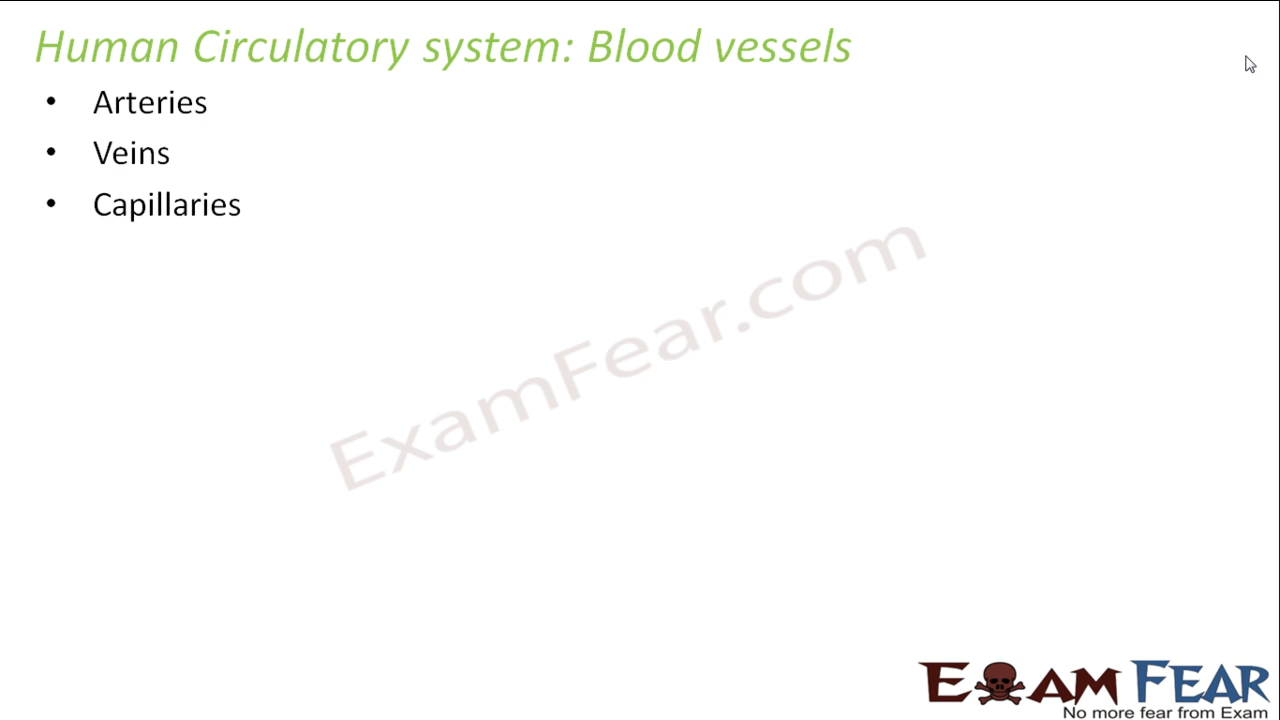 Human Circulatory system: Blood vessels
• Arteries
• Veins
• Capillaries
ExamFear.com
EXAM FEAR
No more fear from Exam